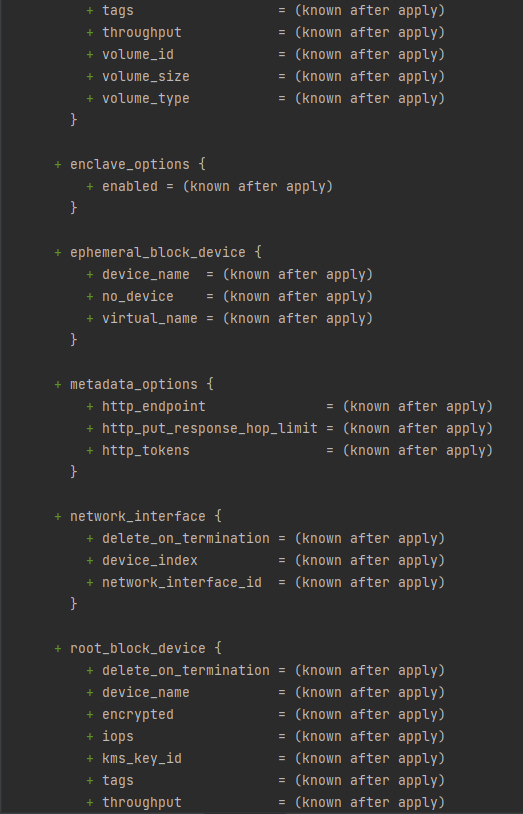 + tags                  = (known after apply)
+ throughput            = (known after apply)
+ volume_id             = (known after apply)
+ volume_size           = (known after apply)
+ volume_type           = (known after apply)
}
+ enclave_options {
+ enabled = (known after apply)
}
+ ephemeral_block_device {
+ device_name  = (known after apply)
+ no_device    = (known after apply)
+ virtual_name = (known after apply)
}
+ metadata_options {
+ http_endpoint               = (known after apply)
+ http_put_response_hop_limit = (known after apply)
+ http_tokens                 = (known after apply)
}
+ network_interface {
+ delete_on_termination = (known after apply)
+ device_index          = (known after apply)
+ network_interface_id  = (known after apply)
}
+ root_block_device {
+ delete_on_termination = (known after apply)
+ device_name           = (known after apply)
+ encrypted             = (known after apply)
+ iops                  = (known after apply)
+ kms_key_id            = (known after apply)
+ tags                  = (known after apply)
+ throughput            = (known after apply)